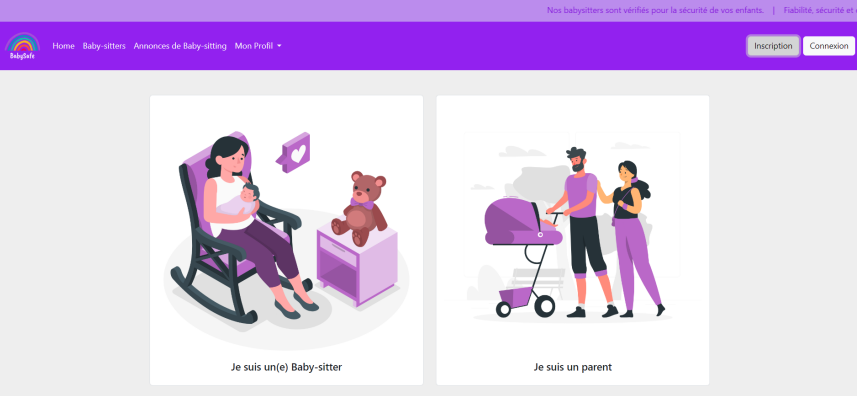 Nos babysitters sont vérifiés pour la sécurité de vos enfants. | Fiabilité, sécurité et
BabySafe
Home Baby-sitters Annonces de Baby-sitting Mon Profil
Inscription Connexion
Je suis un(e) Baby-sitter
Je suis un parent